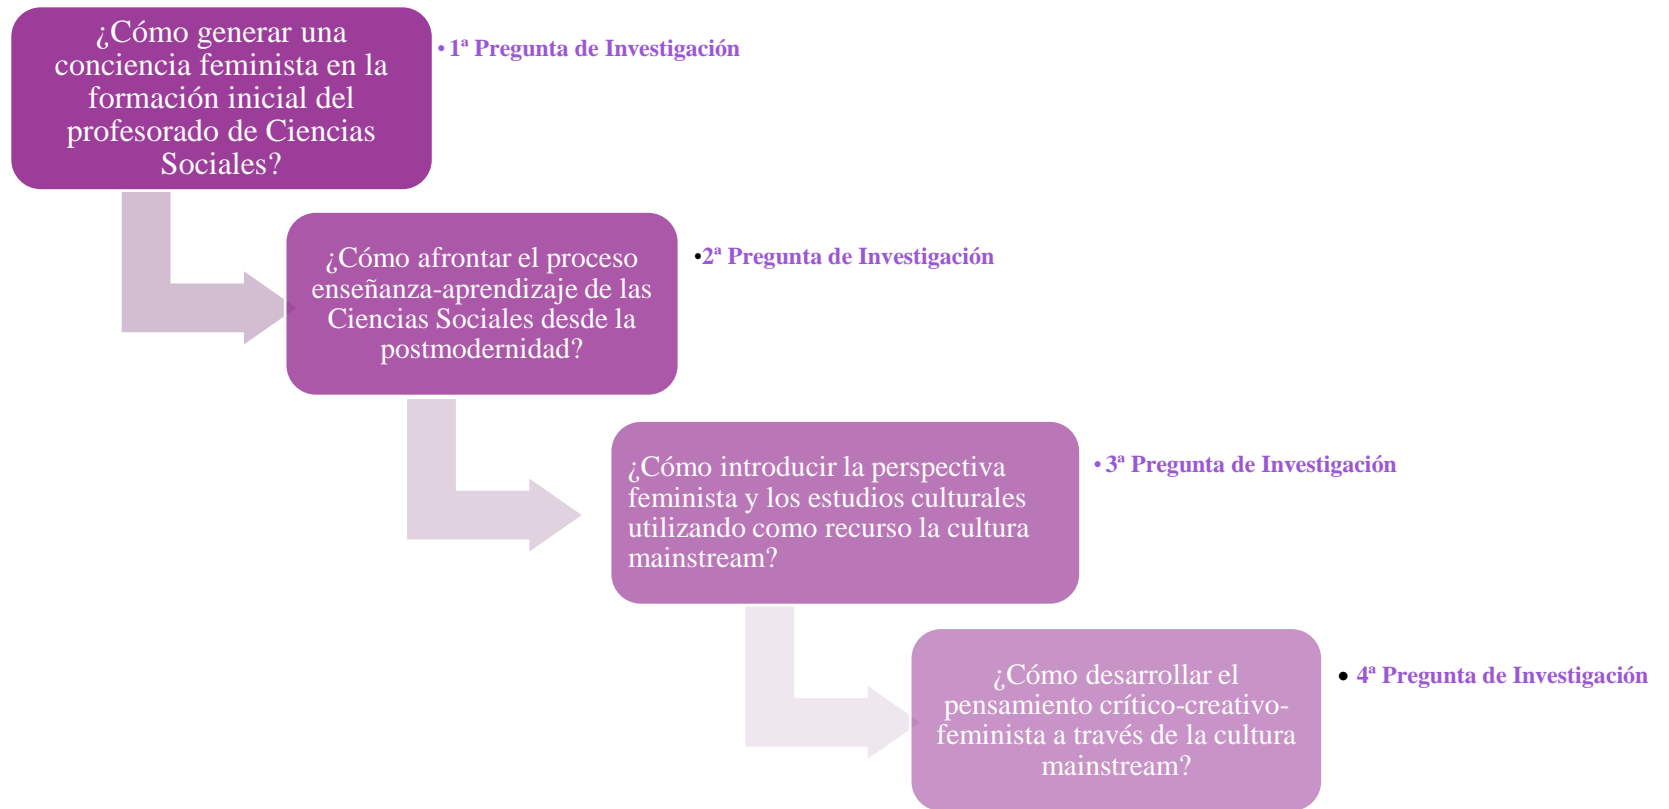 ¿Cómo generar una
conciencia feminista en la
formación inicial del
profesorado de Ciencias
Sociales?
• 1ª Pregunta de Investigación
¿Cómo afrontar el proceso
enseñanza-aprendizaje de las
Ciencias Sociales desde la
postmodernidad?
•2ª Pregunta de Investigación
¿Cómo introducir la perspectiva
feminista y los estudios culturales
utilizando como recurso la cultura
mainstream?
• 3ª Pregunta de Investigación
¿Cómo desarrollar el
pensamiento crítico-creativo-
feminista a través de la cultura
mainstream?
• 4ª Pregunta de Investigación